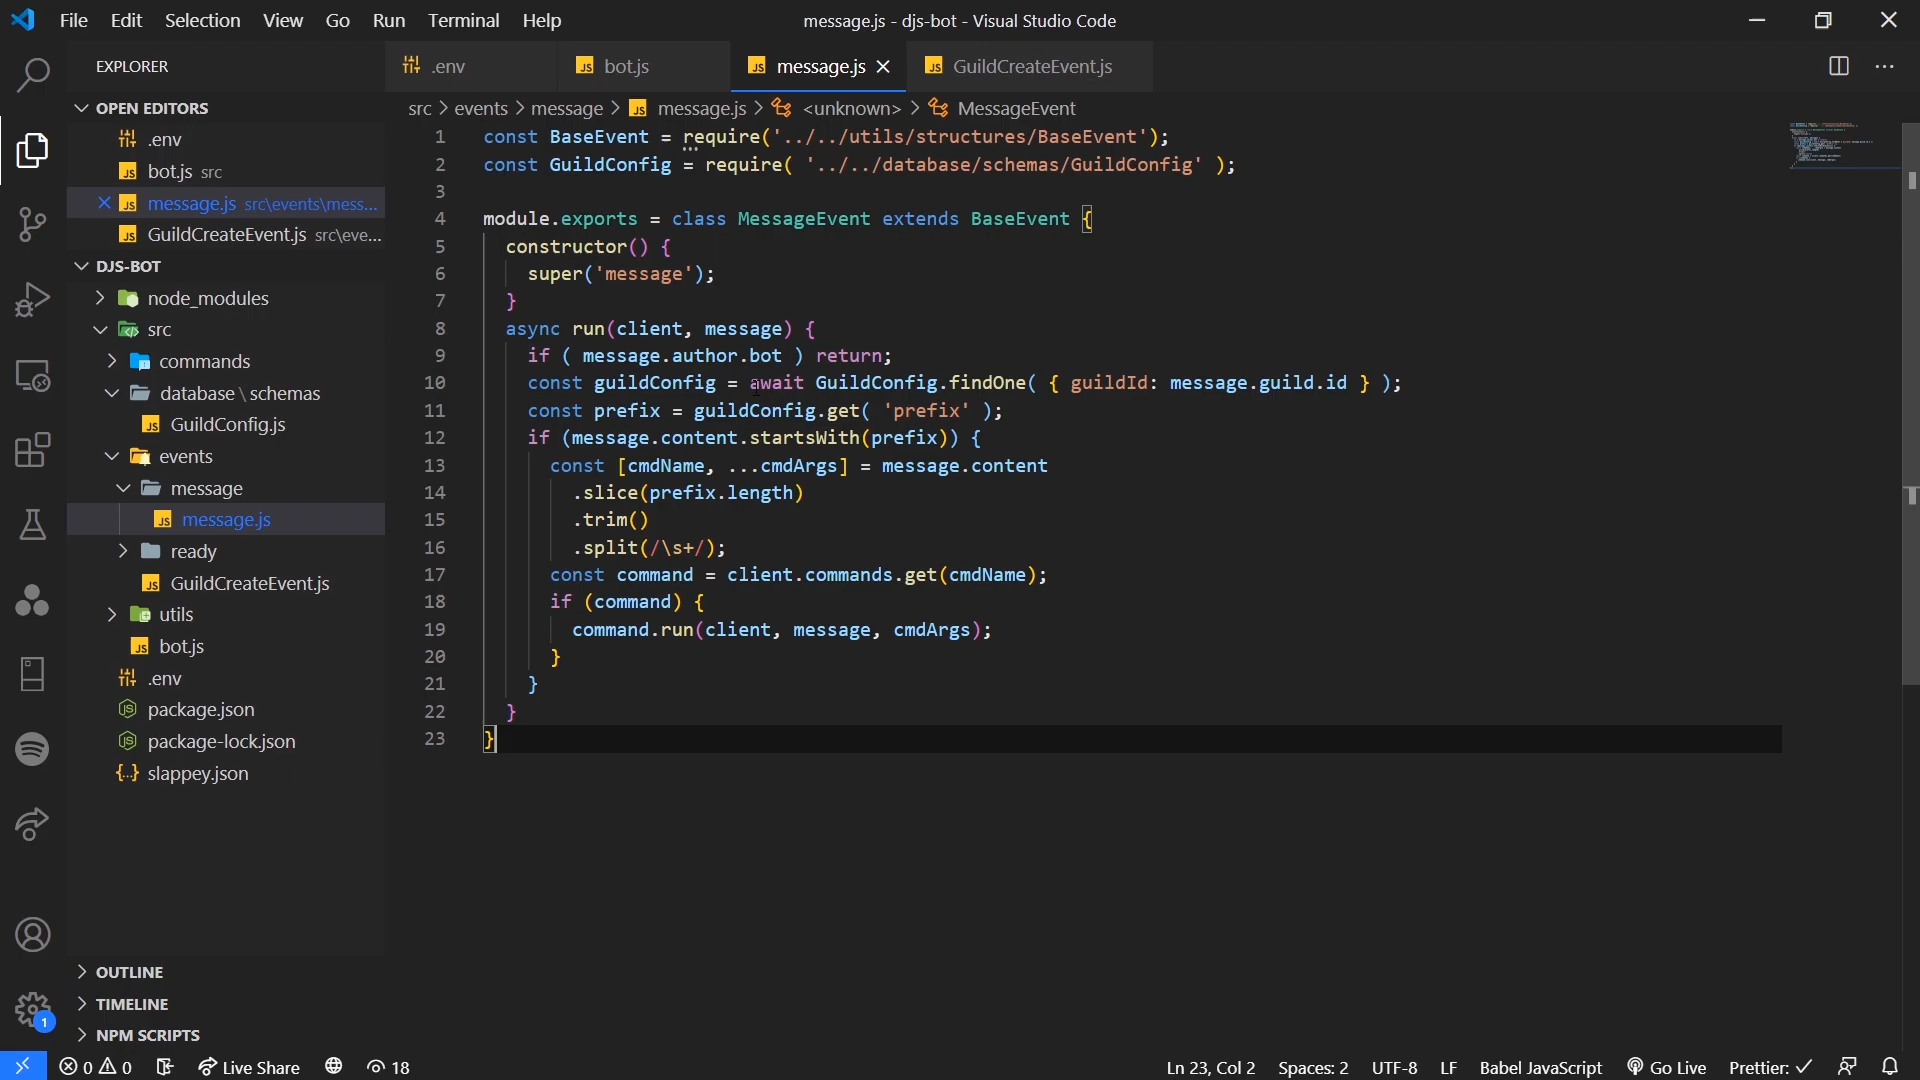 File Edit Selection View Go Run Terminal Help
message.js - djs-bot - Visual Studio Code
EXPLORER
.env
bot.js
message.js
GuildCreateEvent.js
OPEN EDITORS
.env
bot.js src
message.js src\events\mess...
GuildCreateEvent.js src\eve...
DJS-BOT
node_modules
src
commands
database \ schemas
GuildConfig.js
events
message
message.js
ready
GuildCreateEvent.js
utils
bot.js
.env
package.json
package-lock.json
slappey.json
OUTLINE
TIMELINE
NPM SCRIPTS
src > events > message > message.js > <unknown> > MessageEvent
1 const BaseEvent = require('../../utils/structures/BaseEvent');
2 const GuildConfig = require( '../../database/schemas/GuildConfig' );
3
4 module.exports = class MessageEvent extends BaseEvent {
5 constructor() {
6 super('message');
7 }
8 async run(client, message) {
9 if ( message.author.bot ) return;
10 const guildConfig = await GuildConfig.findOne( { guildId: message.guild.id } );
11 const prefix = guildConfig.get( 'prefix' );
12 if (message.content.startsWith(prefix)) {
13 const [cmdName, ...cmdArgs] = message.content
14 .slice(prefix.length)
15 .trim()
16 .split(/\s+/);
17 const command = client.commands.get(cmdName);
18 if (command) {
19 command.run(client, message, cmdArgs);
20 }
21 }
22 }
23 }
1
0 0 Live Share 18
Ln 23, Col 2 Spaces: 2 UTF-8 LF Babel JavaScript Go Live Prettier: ✓